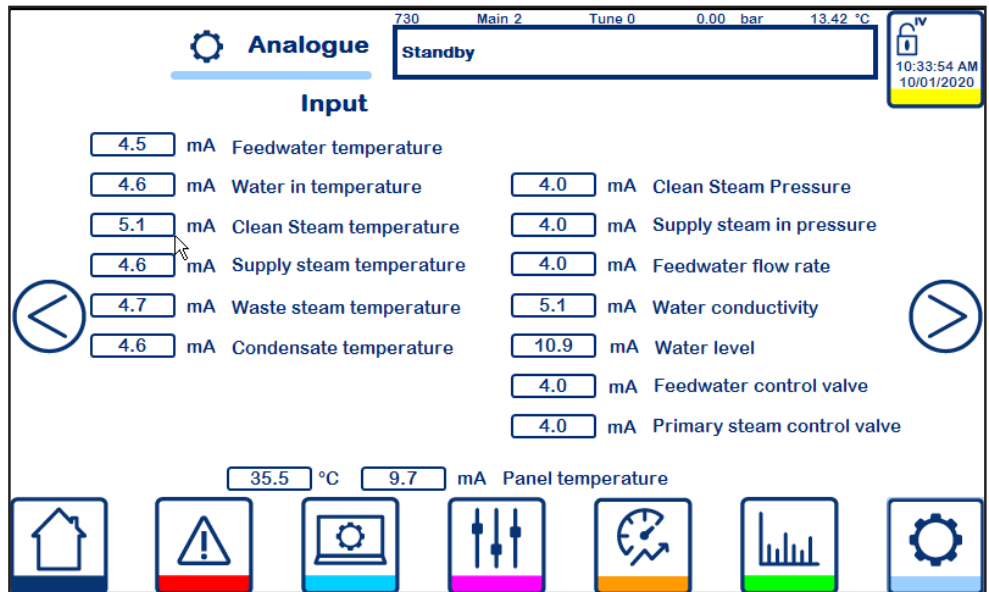 730 Main 2 Tune 0 0.00 bar 13.42 °C
Analogue
Standby
IV
10:33:54 AM
10/01/2020
Input
4.5 mA Feedwater temperature
4.6 mA Water in temperature
4.0 mA Clean Steam Pressure
5.1 mA Clean Steam temperature
4.0 mA Supply steam in pressure
4.6 mA Supply steam temperature
4.0 mA Feedwater flow rate
4.7 mA Waste steam temperature
5.1 mA Water conductivity
4.6 mA Condensate temperature
10.9 mA Water level
4.0 mA Feedwater control valve
4.0 mA Primary steam control valve
35.5 °C 9.7 mA Panel temperature